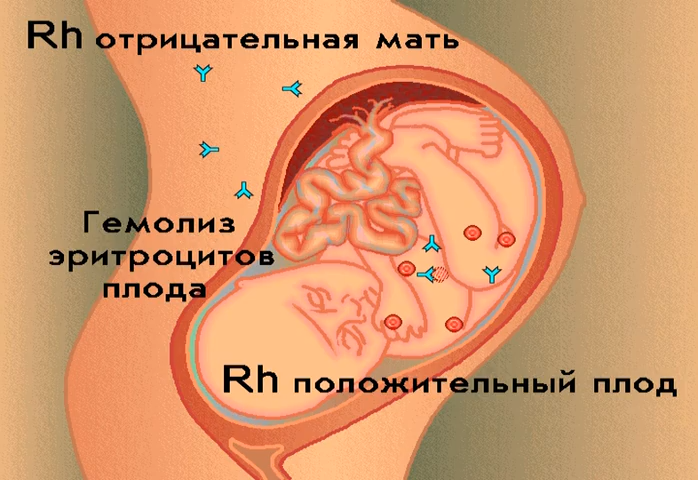 Rh отрицательная мать
Гемолиз
эритроцитов
плода
Rh положительный плод